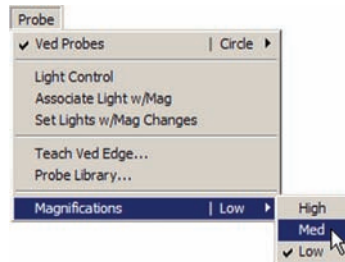 Probe
Ved Probes | Circle
Light Control
Associate Light w/Mag
Set Lights w/Mag Changes
Teach Ved Edge...
Probe Library...
Magnifications | Low
High
Med
Low